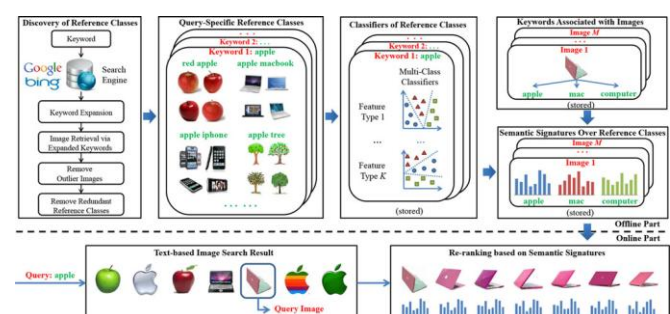 Discovery of Reference Classes
Keyword
Google
bing
Search
Engine
Keyword Expansion
Image Retrieval via
Expanded Keywords
Remove
Outlier Images
Remove Redundant
Reference Classes
Query-Specific Reference Classes
. . .
Keyword 2: . . .
Keyword 1: apple
red apple apple macbook
apple iphone apple tree
... ...
Classifiers of Reference Classes
. . .
Keyword 2: . . .
Keyword 1: apple
Multi-Class
Classifiers
Feature
Type 1
... ...
Feature
Type K
(stored)
Keywords Associated with Images
Image M
. . .
Image 1
apple mac computer
(stored)
Semantic Signatures Over Reference Classes
Image M
. . .
Image 1
apple mac computer
(stored)
Offline Part
Online Part
Query: apple
Text-based Image Search Result
Query Image
Re-ranking based on Semantic Signatures